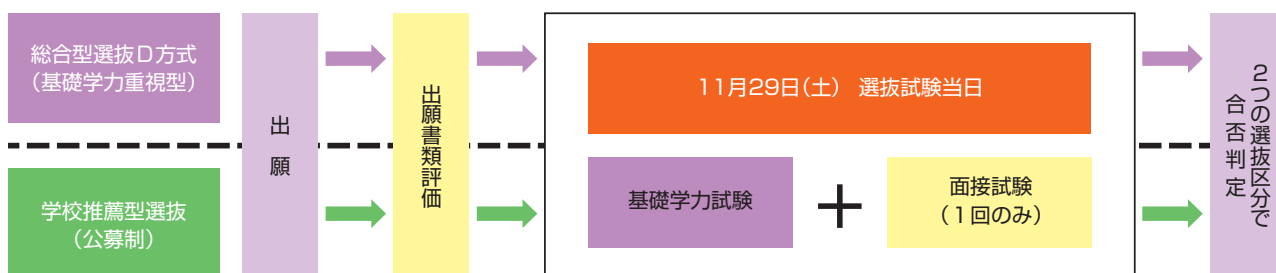 総合型選抜D方式
(基礎学力重視型)
学校推薦型選抜
(公募制)
出願
出願書類評価
11月29日(土) 選抜試験当日
基礎学力試験
+
面接試験
(1回のみ)
2つの選抜区分で
合否判定